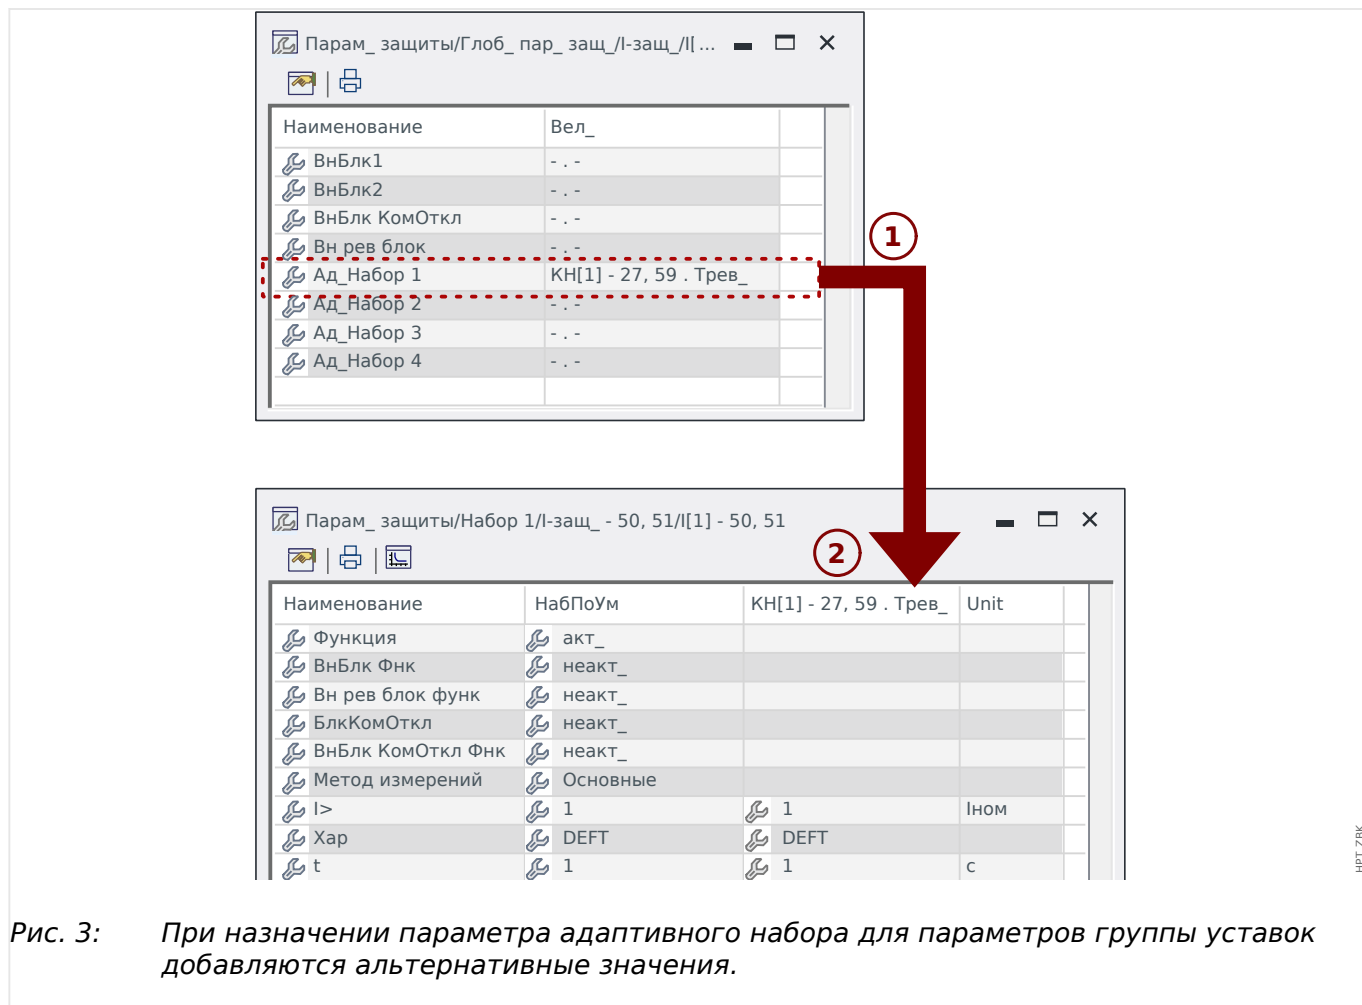 Парам_ защиты/Глоб_ пар_ защ_/I-защ_/I[ ...
Наименование Вел_
ВнБлк1 - . -
ВнБлк2 - . -
ВнБлк КомОткл - . -
Вн рев блок - . -
Ад_Набор 1 КН[1] - 27, 59 . Трев_
Ад_Набор 2 - . -
Ад_Набор 3 - . -
Ад_Набор 4 - . -
1
Парам_ защиты/Набор 1/I-защ_ - 50, 51/I[1] - 50, 51
2
Наименование НабПоУм КН[1] - 27, 59 . Трев_ Unit
Функция акт_
ВнБлк Фнк неакт_
Вн рев блок функ неакт_
БлкКомОткл неакт_
ВнБлк КомОткл Фнк неакт_
Метод измерений Основные
I> 1 1 Iном
Хар DEFT DEFT
t 1 1 с
HPT_ZBK
Рис. 3: При назначении параметра адаптивного набора для параметров группы уставок
добавляются альтернативные значения.